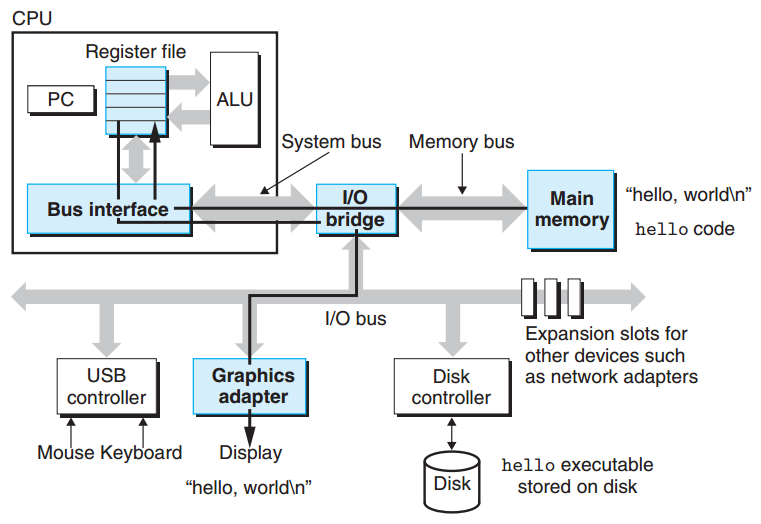 CPU
Register file
PC
ALU
System bus
Memory bus
Bus interface
I/O
bridge
Main
memory
“hello, world\n”
hello code
I/O bus
Expansion slots for
other devices such
as network adapters
USB
controller
Graphics
adapter
Disk
controller
Mouse Keyboard
Display
“hello, world\n”
Disk
hello executable
stored on disk